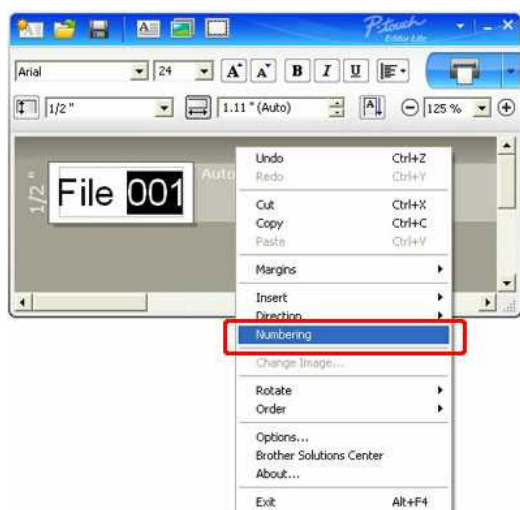 P-touch
Editor Lite
Arial 24 A A B I U
1/2 " 1.11 " (Auto) A 125 %
1/2 "
File 001
Auto
Undo Ctrl+Z
Redo Ctrl+Y
Cut Ctrl+X
Copy Ctrl+C
Paste Ctrl+V
Margins
Insert
Direction
Numbering
Change Image...
Rotate
Order
Options...
Brother Solutions Center
About...
Exit Alt+F4